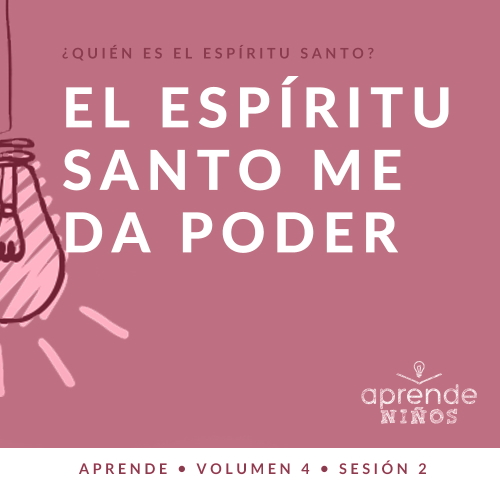 ¿QUIÉN ES EL ESPÍRITU SANTO?
EL ESPÍRITU
SANTO ME
DA PODER
aprende
NIÑOS
APRENDE • VOLUMEN 4 • SESIÓN 2